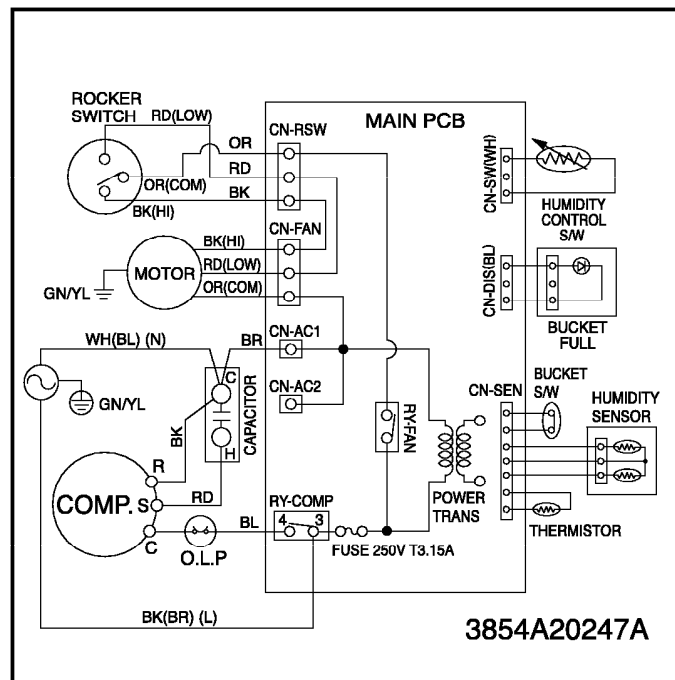 ROCKER
SWITCH
RD(LOW)
OR
CN-RSW
MAIN PCB
RD
OR(COM)
BK
BK(HI)
CN-SW(WH)
HUMIDITY
CONTROL
S/W
CN-FAN
BK(HI)
RD(LOW)
MOTOR
OR(COM)
GN/YL
CN-DIS(BL)
BUCKET
FULL
WH(BL) (N)
BR
CN-AC1
CN-AC2
GN/YL
C
CAPACITOR
H
BK
RY-FAN
CN-SEN
BUCKET
S/W
HUMIDITY
SENSOR
R
COMP.
S
RD
C
BL
O.L.P
RY-COMP
4 3
POWER
TRANS
THERMISTOR
FUSE 250V T3.15A
BK(BR) (L)
3854A20247A